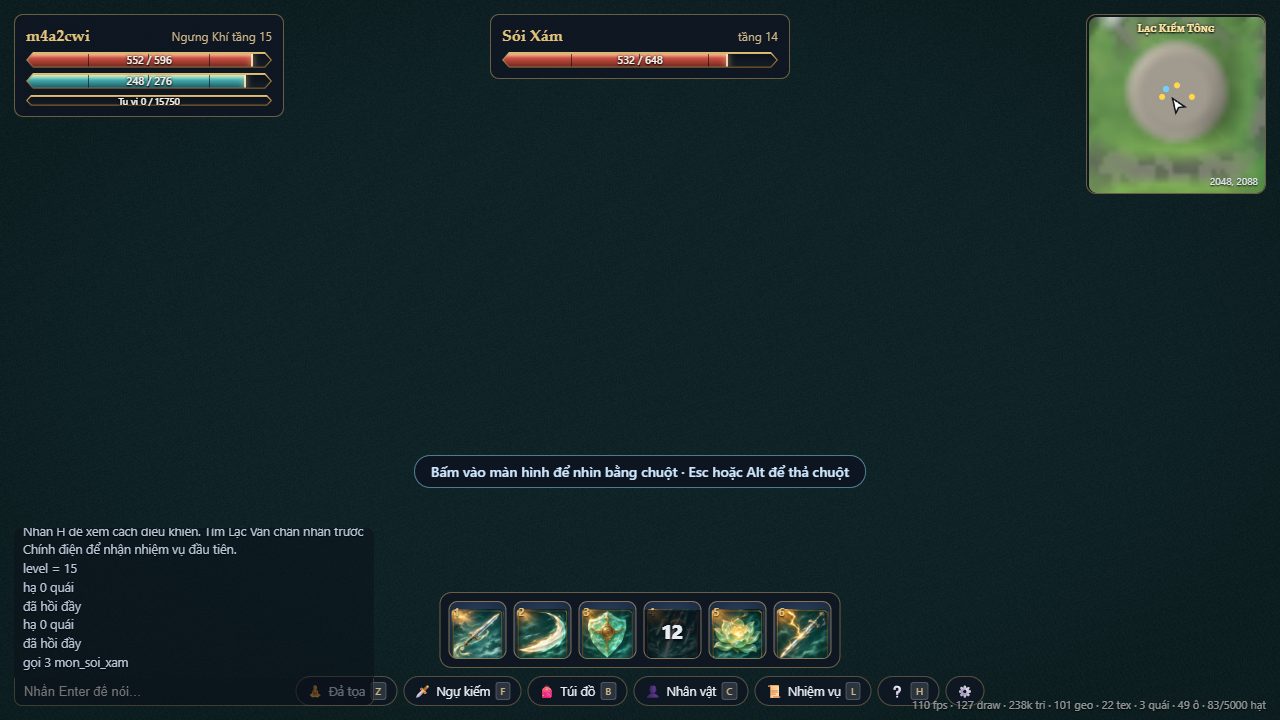 m4a2cwi
Ngưng Khí tầng 15
552 / 596
248 / 276
Tu vi 0 / 15750
Sói Xám
tầng 14
532 / 648
Lạc Kiếm Tông
2048, 2088
Bấm vào màn hình để nhìn bằng chuột · Esc hoặc Alt để thả chuột
Nhấn H để xem cách điều khiển. Tìm Lạc Vân chân nhân trước
Chính điện để nhận nhiệm vụ đầu tiên.
level = 15
hạ 0 quái
đã hồi đầy
hạ 0 quái
đã hồi đầy
gọi 3 mon_soi_xam
1 2 3 12 5 6
Nhấn Enter để nói...
Đả tọa Z
Ngự kiếm F
Túi đồ B
Nhân vật C
Nhiệm vụ L
? H
110 fps · 127 draw · 238k tri · 101 geo · 22 tex · 3 quái · 49 ô · 83/5000 hạt